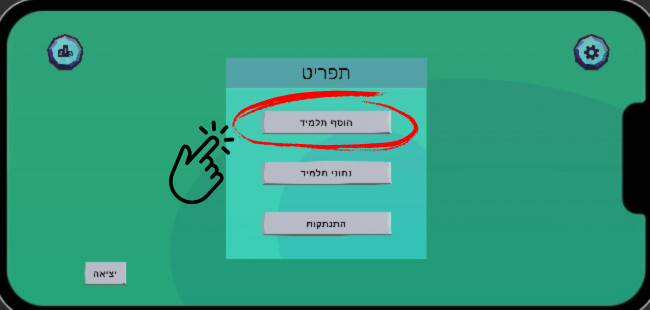 תפריט
הוסף תלמיד
נתוני תלמיד
התנתקות
יציאה